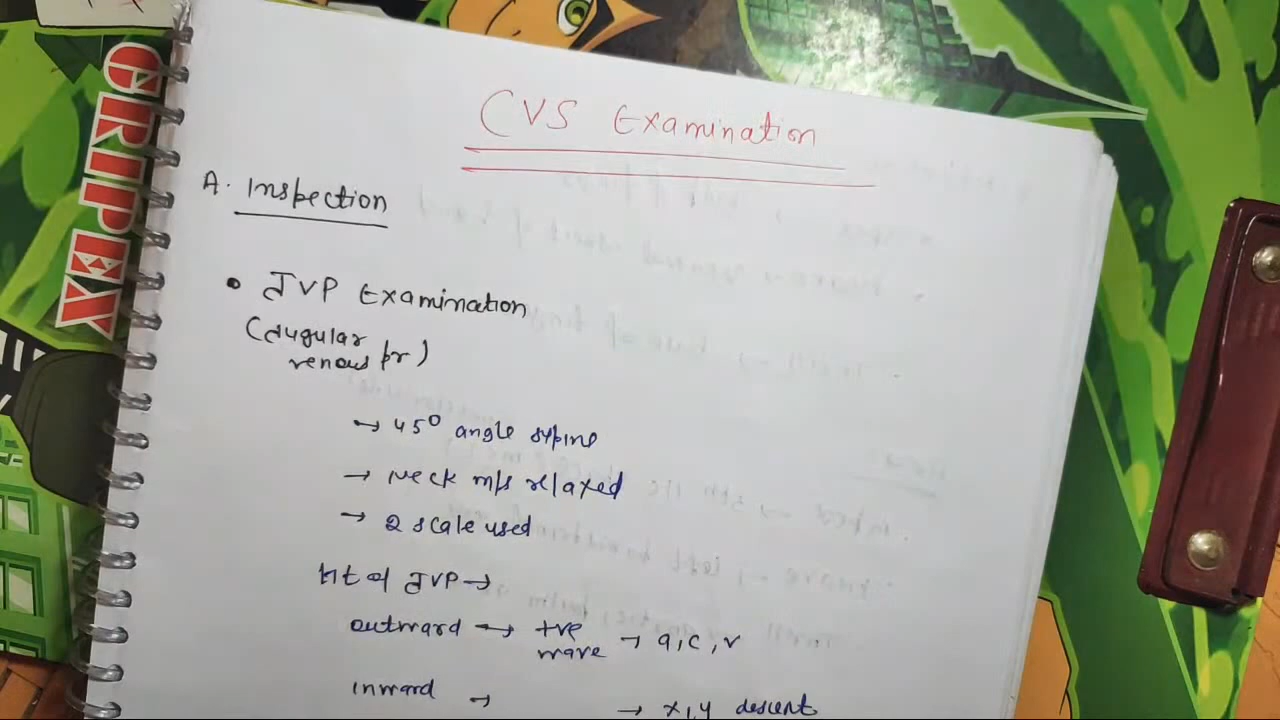 CRIPEX
CVS Examination
A. Inspection
• JVP Examination
(Jugular
venous pr)
→ 45° angle supine
→ Neck m/s relaxed
→ 2 scale used
Ht of JVP →
outward → +ve
wave → a, c, v
inward →
→ x, y descent